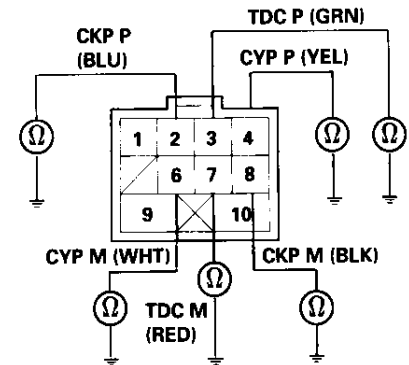 TDC P (GRN)
CKP P
(BLU)
CYP P (YEL)
Ω
Ω
Ω
1
2
3
4
6
7
8
9
10
CYP M (WHT)
CKP M (BLK)
Ω
TDC M
(RED)
Ω
Ω